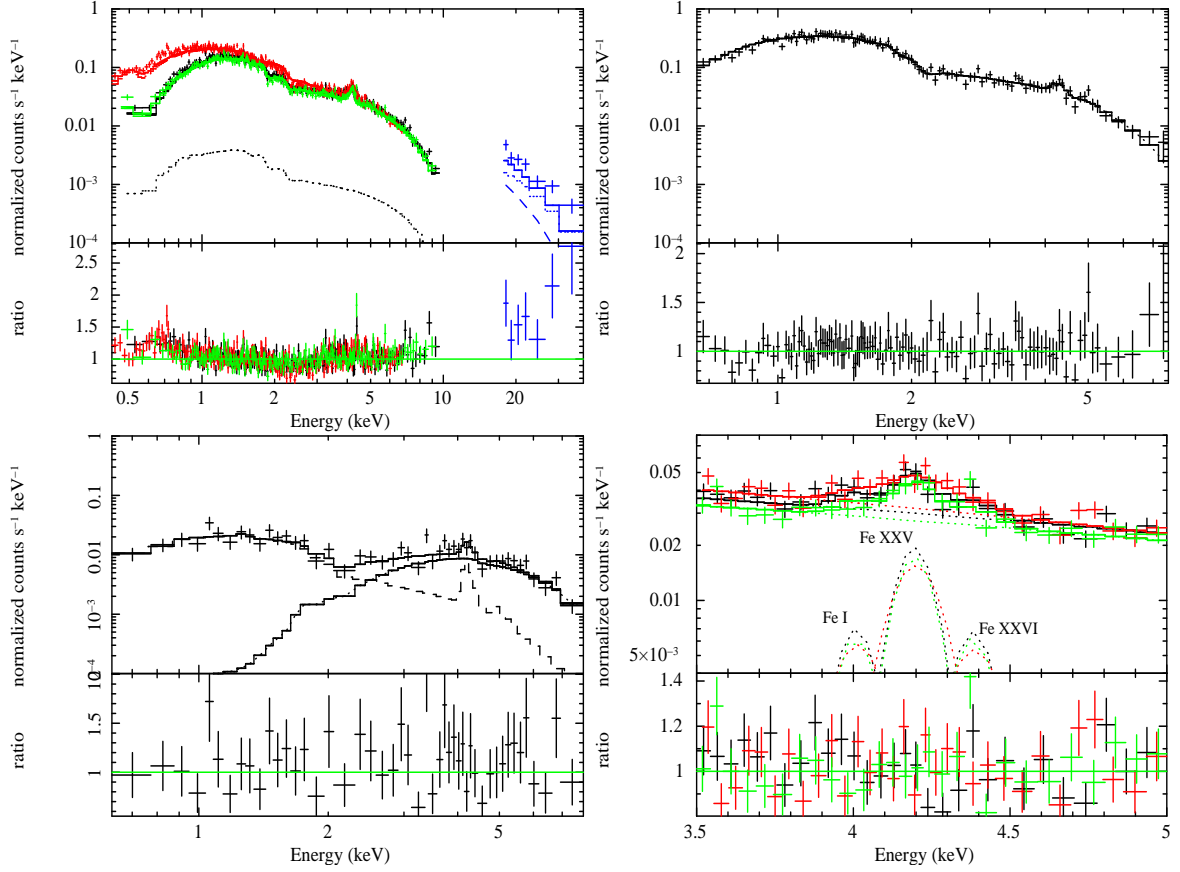 1
0.1
0.01
10⁻³
10⁻⁴
normalized counts s⁻¹ keV⁻¹
2.5
2
1.5
1
ratio
0.5 1 2 5 10 20
Energy (keV)
1
0.1
0.01
10⁻³
10⁻⁴
normalized counts s⁻¹ keV⁻¹
2
1.5
1
ratio
1 2 5
Energy (keV)
1
0.1
0.01
10⁻³
10⁻⁴
normalized counts s⁻¹ keV⁻¹
10
1.5
1
ratio
1 2 5
Energy (keV)
0.05
0.02
0.01
5×10⁻³
normalized counts s⁻¹ keV⁻¹
Fe XXV
Fe I
Fe XXVI
1.4
1.2
1
ratio
3.5 4 4.5 5
Energy (keV)